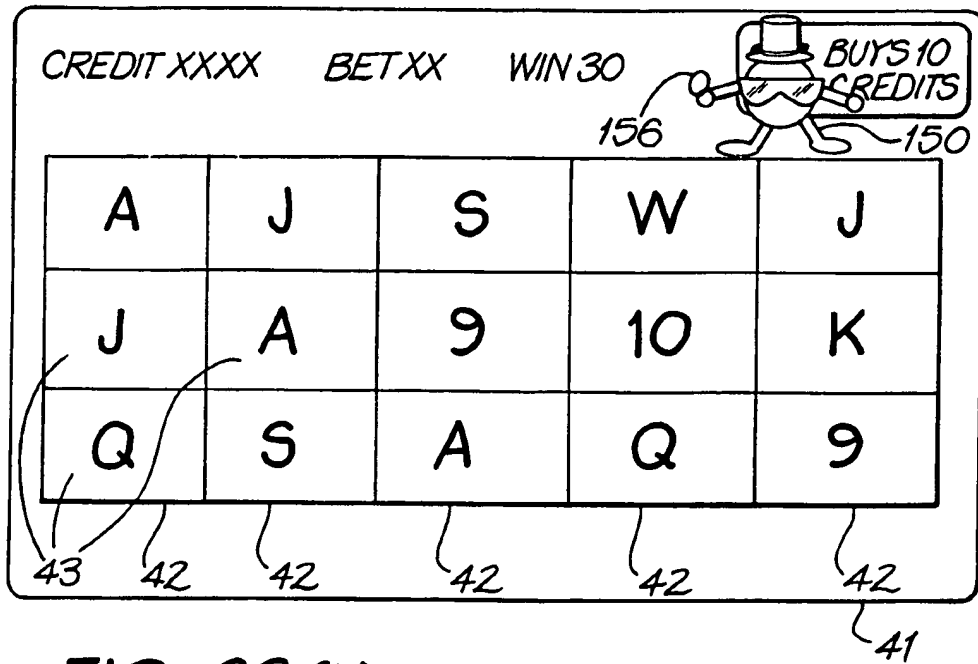 CREDIT XXXX BET XX WIN 30 BUYS 10
CREDITS
156 150
A J S W J
J A 9 10 K
Q S A Q 9
43 42 42 42 42 42
41